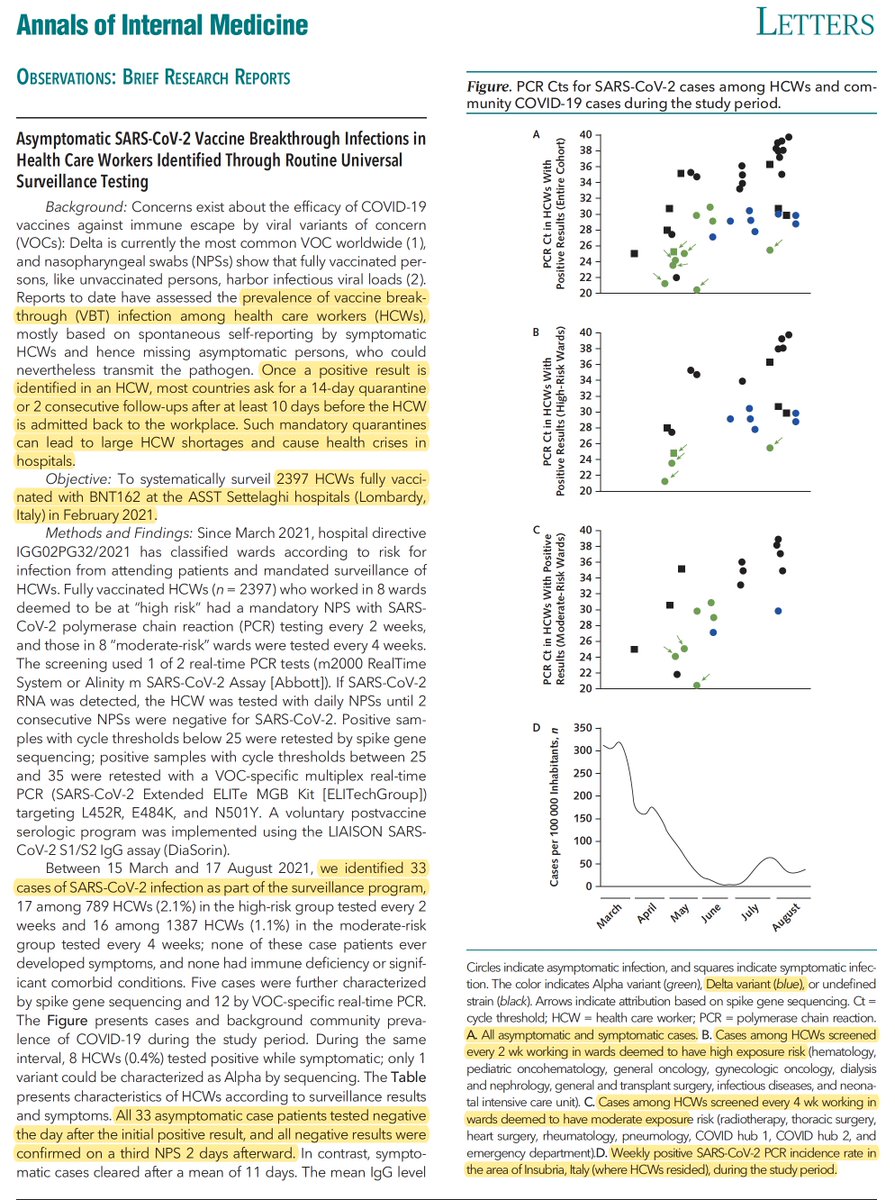 Annals of Internal Medicine
LETTERS
OBSERVATIONS: BRIEF RESEARCH REPORTS
Asymptomatic SARS-CoV-2 Vaccine Breakthrough Infections in
Health Care Workers Identified Through Routine Universal
Surveillance Testing
Background: Concerns exist about the efficacy of COVID-19
vaccines against immune escape by viral variants of concern
(VOCs): Delta is currently the most common VOC worldwide (1),
and nasopharyngeal swabs (NPSs) show that fully vaccinated per-
sons, like unvaccinated persons, harbor infectious viral loads (2).
Reports to date have assessed the prevalence of vaccine break-
through (VBT) infection among health care workers (HCWs),
mostly based on spontaneous self-reporting by symptomatic
HCWs and hence missing asymptomatic persons, who could
nevertheless transmit the pathogen. Once a positive result is
identified in an HCW, most countries ask for a 14-day quarantine
or 2 consecutive follow-ups after at least 10 days before the HCW
is admitted back to the workplace. Such mandatory quarantines
can lead to large HCW shortages and cause health crises in
hospitals.
Objective: To systematically surveil 2397 HCWs fully vacci-
nated with BNT162 at the ASST Settelaghi hospitals (Lombardy,
Italy) in February 2021.
Methods and Findings: Since March 2021, hospital directive
IGG02PG32/2021 has classified wards according to risk for
infection from attending patients and mandated surveillance of
HCWs. Fully vaccinated HCWs (n = 2397) who worked in 8 wards
deemed to be at “high risk” had a mandatory NPS with SARS-
CoV-2 polymerase chain reaction (PCR) testing every 2 weeks,
and those in 8 “moderate-risk” wards were tested every 4 weeks.
The screening used 1 of 2 real-time PCR tests (m2000 RealTime
System or Alinity m SARS-CoV-2 Assay [Abbott]). If SARS-CoV-2
RNA was detected, the HCW was tested with daily NPSs until 2
consecutive NPSs were negative for SARS-CoV-2. Positive sam-
ples with cycle thresholds below 25 were retested by spike gene
sequencing; positive samples with cycle thresholds between 25
and 35 were retested with a VOC-specific multiplex real-time
PCR (SARS-CoV-2 Extended ELITe MGB Kit [ELITechGroup])
targeting L452R, E484K, and N501Y. A voluntary postvaccine
serologic program was implemented using the LIAISON SARS-
CoV-2 S1/S2 IgG assay (DiaSorin).
Between 15 March and 17 August 2021, we identified 33
cases of SARS-CoV-2 infection as part of the surveillance program,
17 among 789 HCWs (2.1%) in the high-risk group tested every 2
weeks and 16 among 1387 HCWs (1.1%) in the moderate-risk
group tested every 4 weeks; none of these case patients ever
developed symptoms, and none had immune deficiency or signif-
icant comorbid conditions. Five cases were further characterized
by spike gene sequencing and 12 by VOC-specific real-time PCR.
The Figure presents cases and background community preva-
lence of COVID-19 during the study period. During the same
interval, 8 HCWs (0.4%) tested positive while symptomatic; only 1
variant could be characterized as Alpha by sequencing. The Table
presents characteristics of HCWs according to surveillance results
and symptoms. All 33 asymptomatic case patients tested negative
the day after the initial positive result, and all negative results were
confirmed on a third NPS 2 days afterward. In contrast, sympto-
matic cases cleared after a mean of 11 days. The mean IgG level
Figure. PCR Cts for SARS-CoV-2 cases among HCWs and com-
munity COVID-19 cases during the study period.
A
PCR Ct in HCWs With
Positive Results (Entire Cohort)
40
38
36
34
32
30
28
26
24
22
20
B
PCR Ct in HCWs With
Positive Results (High-Risk Wards)
40
38
36
34
32
30
28
26
24
22
20
C
PCR Ct in HCWs With Positive
Results (Moderate-Risk Wards)
40
38
36
34
32
30
28
26
24
22
20
D
Cases per 100 000 Inhabitants, n
350
300
250
200
150
100
50
0
March
April
May
June
July
August
Circles indicate asymptomatic infection, and squares indicate symptomatic infec-
tion. The color indicates Alpha variant (green), Delta variant (blue), or undefined
strain (black). Arrows indicate attribution based on spike gene sequencing. Ct =
cycle threshold; HCW = health care worker; PCR = polymerase chain reaction.
A. All asymptomatic and symptomatic cases. B. Cases among HCWs screened
every 2 wk working in wards deemed to have high exposure risk (hematology,
pediatric oncohematology, general oncology, gynecologic oncology, dialysis
and nephrology, general and transplant surgery, infectious diseases, and neona-
tal intensive care unit). C. Cases among HCWs screened every 4 wk working in
wards deemed to have moderate exposure risk (radiotherapy, thoracic surgery,
heart surgery, rheumatology, pneumology, COVID hub 1, COVID hub 2, and
emergency department).D. Weekly positive SARS-CoV-2 PCR incidence rate in
the area of Insubria, Italy (where HCWs resided), during the study period.